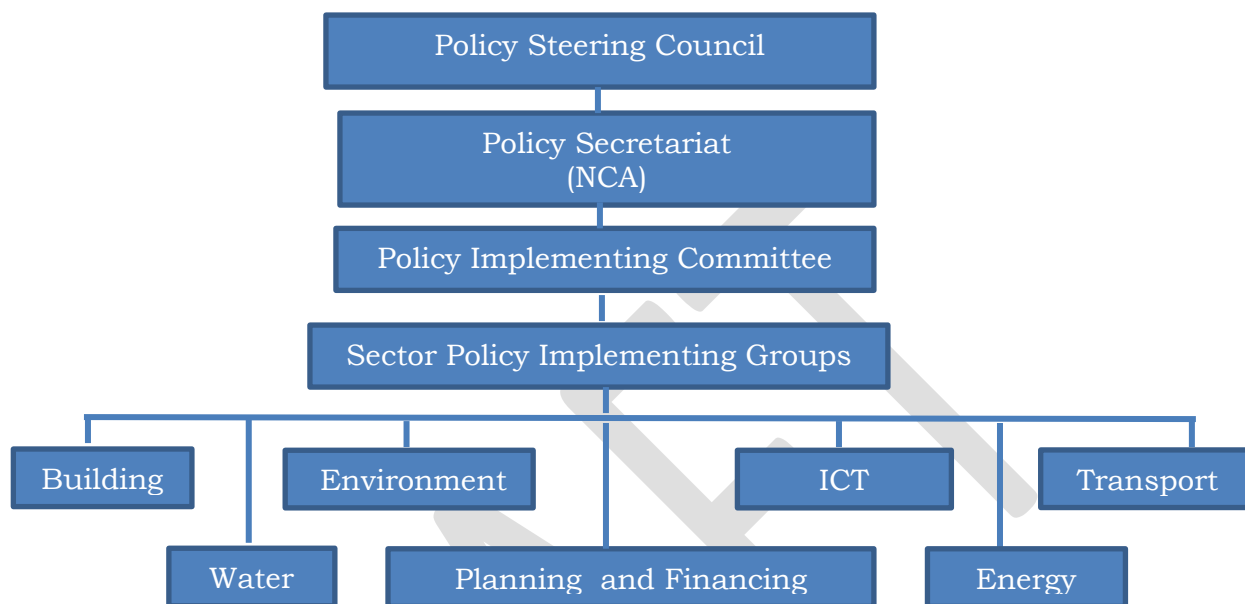 Policy Steering Council
Policy Secretariat
(NCA)
Policy Implementing Committee
Sector Policy Implementing Groups
Building
Environment
ICT
Transport
Water
Planning and Financing
Energy